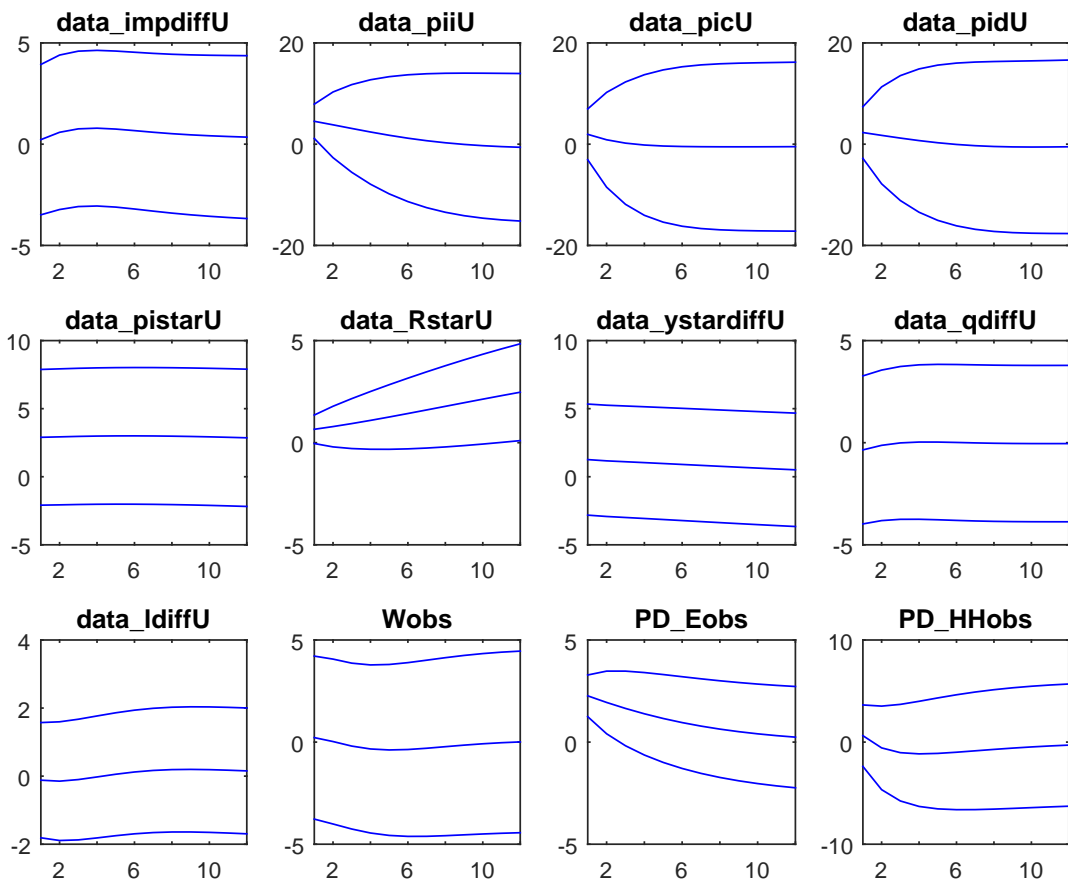 data_impdiffU data_piiU data_picU data_pidU
5 20 20 20
0 0 0 0
-5 -20 -20 -20
2 6 10 2 6 10 2 6 10 2 6 10
data_pistarU data_RstarU data_ystardiffU data_qdiffU
10 5 10 5
5 5
0 0 0 0
-5 -5 -5 -5
2 6 10 2 6 10 2 6 10 2 6 10
data_ldiffU Wobs PD_Eobs PD_HHobs
4 5 5 10
2
0 0 0 0
-2 -5 -5 -10
2 6 10 2 6 10 2 6 10 2 6 10